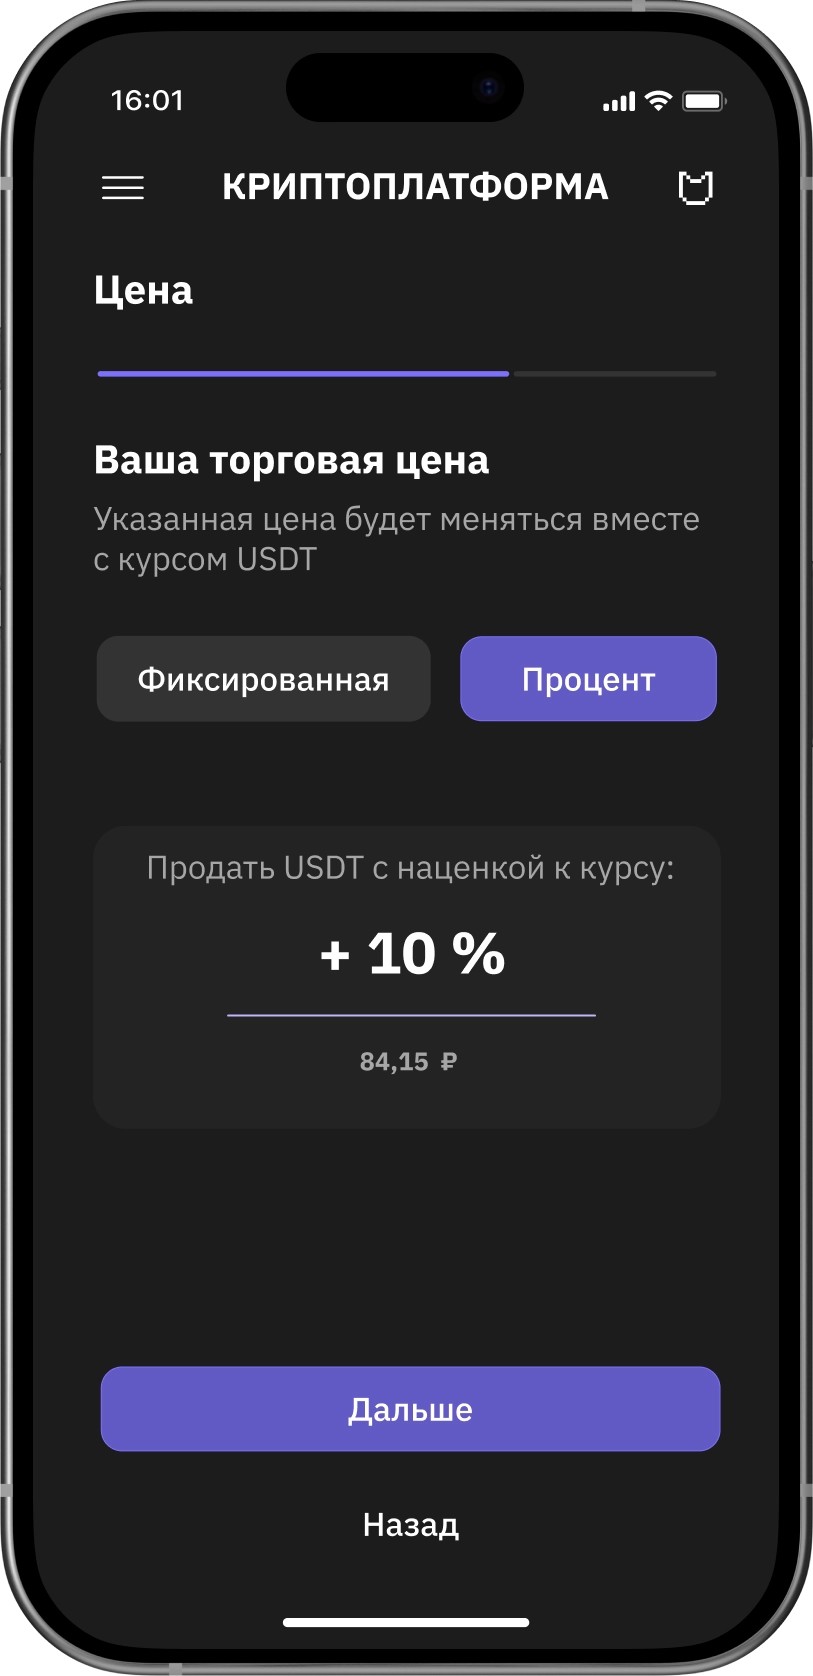 16:01
КРИПТОПЛАТФОРМА
Цена
Ваша торговая цена
Указанная цена будет меняться вместе
с курсом USDT
Фиксированная
Процент
Продать USDT с наценкой к курсу:
+ 10 %
84,15 ₽
Дальше
Назад